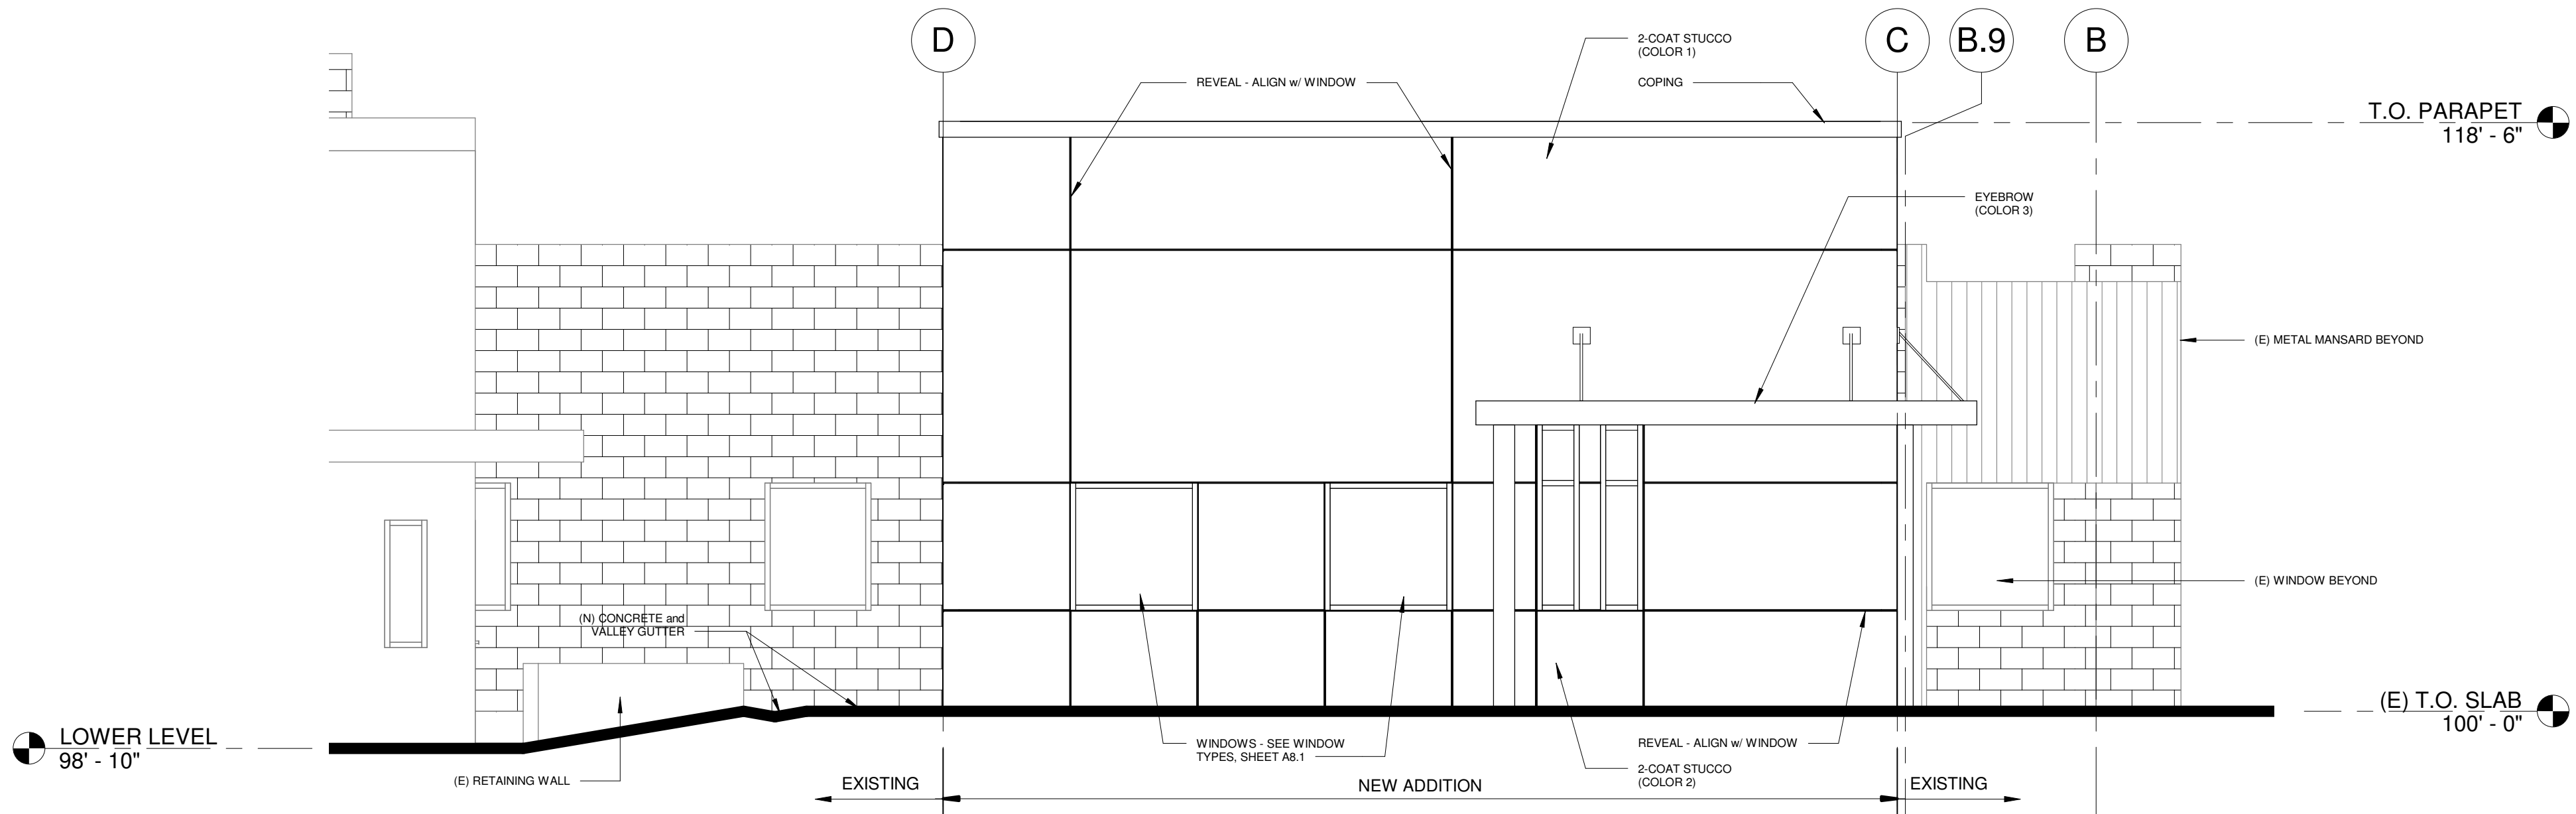 D
C
B.9
B
2-COAT STUCCO
(COLOR 1)
REVEAL - ALIGN w/ WINDOW
COPING
T.O. PARAPET
118' - 6"
EYEBROW
(COLOR 3)
(E) METAL MANSARD BEYOND
(E) WINDOW BEYOND
(N) CONCRETE and
VALLEY GUTTER
(E) T.O. SLAB
100' - 0"
LOWER LEVEL
98' - 10"
WINDOWS - SEE WINDOW
TYPES, SHEET A8.1
REVEAL - ALIGN w/ WINDOW
2-COAT STUCCO
(COLOR 2)
(E) RETAINING WALL
EXISTING
NEW ADDITION
EXISTING